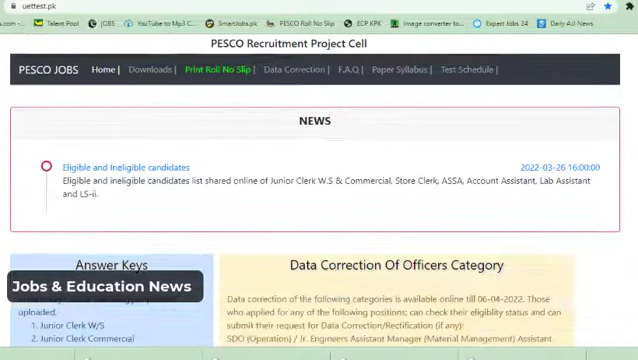 uettest.pk
Talent Pool
jOBS
YouTube to Mp3 C...
SmartJobs.pk
PESCO Roll No Slip
ECP KPK
Image converter to...
Expert Jobs 24
Daily All News
PESCO Recruitment Project Cell
PESCO JOBS Home | Downloads | Print Roll No Slip | Data Correction | F.A.Q | Paper Syllabus | Test Schedule |
NEWS
Eligible and Ineligible candidates 2022-03-26 16:00:00
Eligible and ineligible candidates list shared online of Junior Clerk W.S & Commercial, Store Clerk, ASSA, Account Assistant, Lab Assistant
and LS-ii.
Answer Keys
Jobs & Education News
uploaded.
1. Junior Clerk W/S
2. Junior Clerk Commercial
Data Correction Of Officers Category
Data correction of the following categories is available online till 06-04-2022. Those
who applied for any of the following positions; can check their eligiblity status and can
submit their request for Data Correction/Rectification (if any):
SDO (Operation) / Jr. Engineers Assistant Manager (Material Management) Assistant.